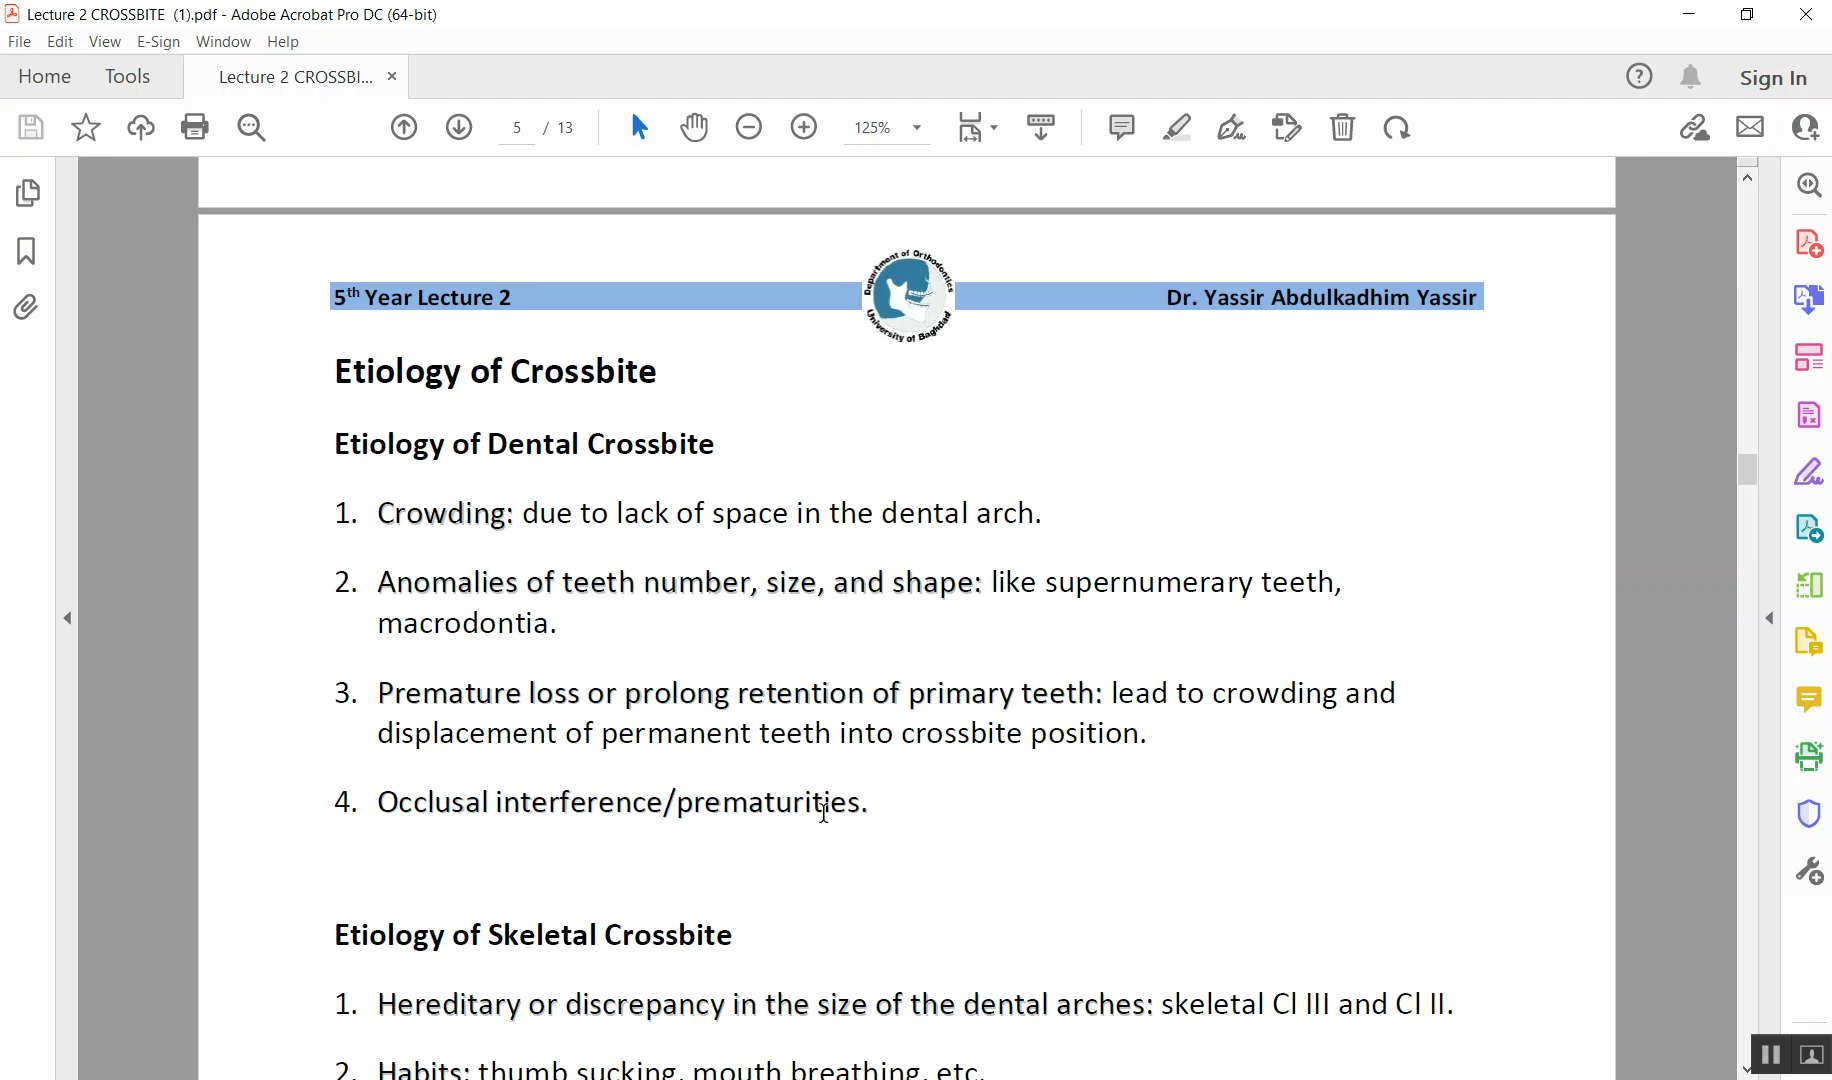 Lecture 2 CROSSBITE (1).pdf - Adobe Acrobat Pro DC (64-bit)
File Edit View E-Sign Window Help
Home Tools Lecture 2 CROSSBI... × Sign In
5 / 13 125%
Department of Orthodontics
University of Baghdad
5th Year Lecture 2 Dr. Yassir Abdulkadhim Yassir
Etiology of Crossbite
Etiology of Dental Crossbite
1. Crowding: due to lack of space in the dental arch.
2. Anomalies of teeth number, size, and shape: like supernumerary teeth,
macrodontia.
3. Premature loss or prolong retention of primary teeth: lead to crowding and
displacement of permanent teeth into crossbite position.
4. Occlusal interference/prematurities.
Etiology of Skeletal Crossbite
1. Hereditary or discrepancy in the size of the dental arches: skeletal Cl III and Cl II.
2. Habits: thumb sucking, mouth breathing, etc.